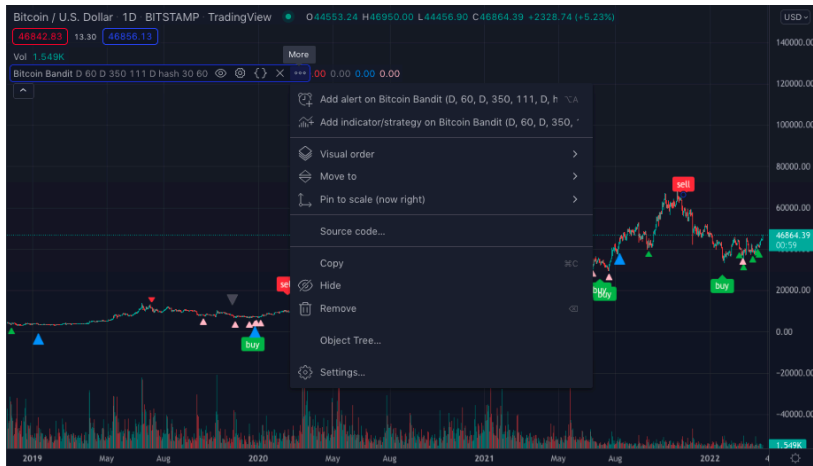 Bitcoin / U.S. Dollar · 1D · BITSTAMP · TradingView O44553.24 H46950.00 L44456.90 C46864.39 +2328.74 (+5.23%) USD
46842.83 13.30 46856.13
140000.00
Vol 1.549K
More
Bitcoin Bandit D 60 D 350 111 D hash 30 60 .00 0.00 0.00 0.00
120000.00
Add alert on Bitcoin Bandit (D, 60, D, 350, 111, D, h ⌥A
Add indicator/strategy on Bitcoin Bandit (D, 60, D, 350,
100000.00
Visual order
80000.00
Move to
sell
Pin to scale (now right)
60000.00
Source code...
46864.39
00:59
Copy ⌘C
Hide
sel
buy
buy
buy
20000.00
Remove
0.00
Object Tree...
buy
Settings...
-20000.00
-40000.00
1.549K
2019 May Aug 2020 May Aug 2021 May Aug 2022 4